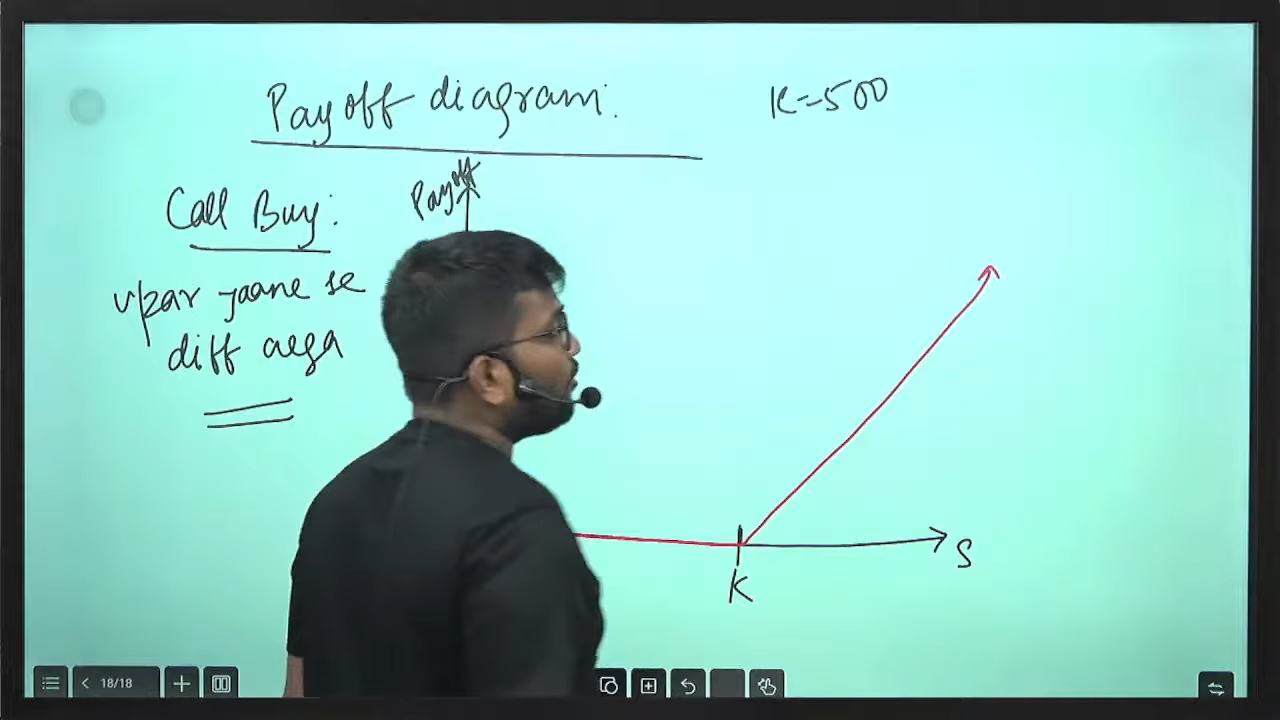 Payoff diagram.
K=500
Call Buy:
Payoff
upar jaane se
diff aega
K
S
18/18